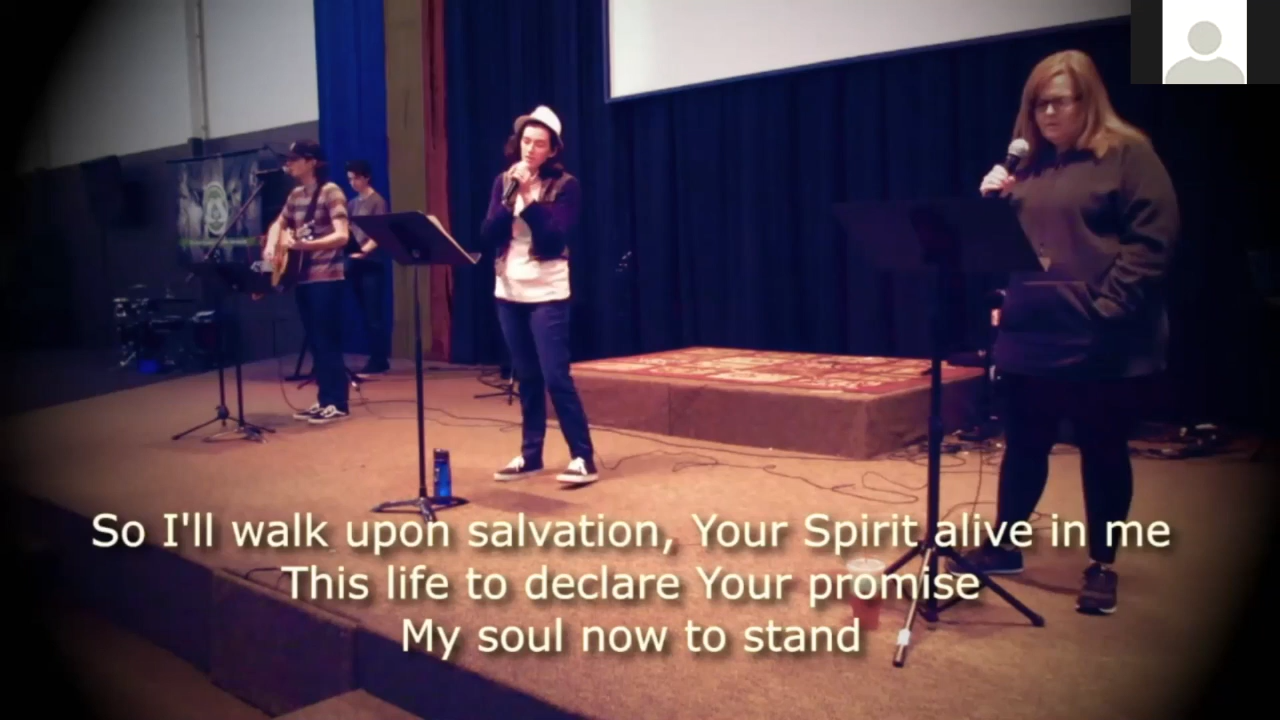 So I'll walk upon salvation, Your Spirit alive in me
This life to declare Your promise
My soul now to stand